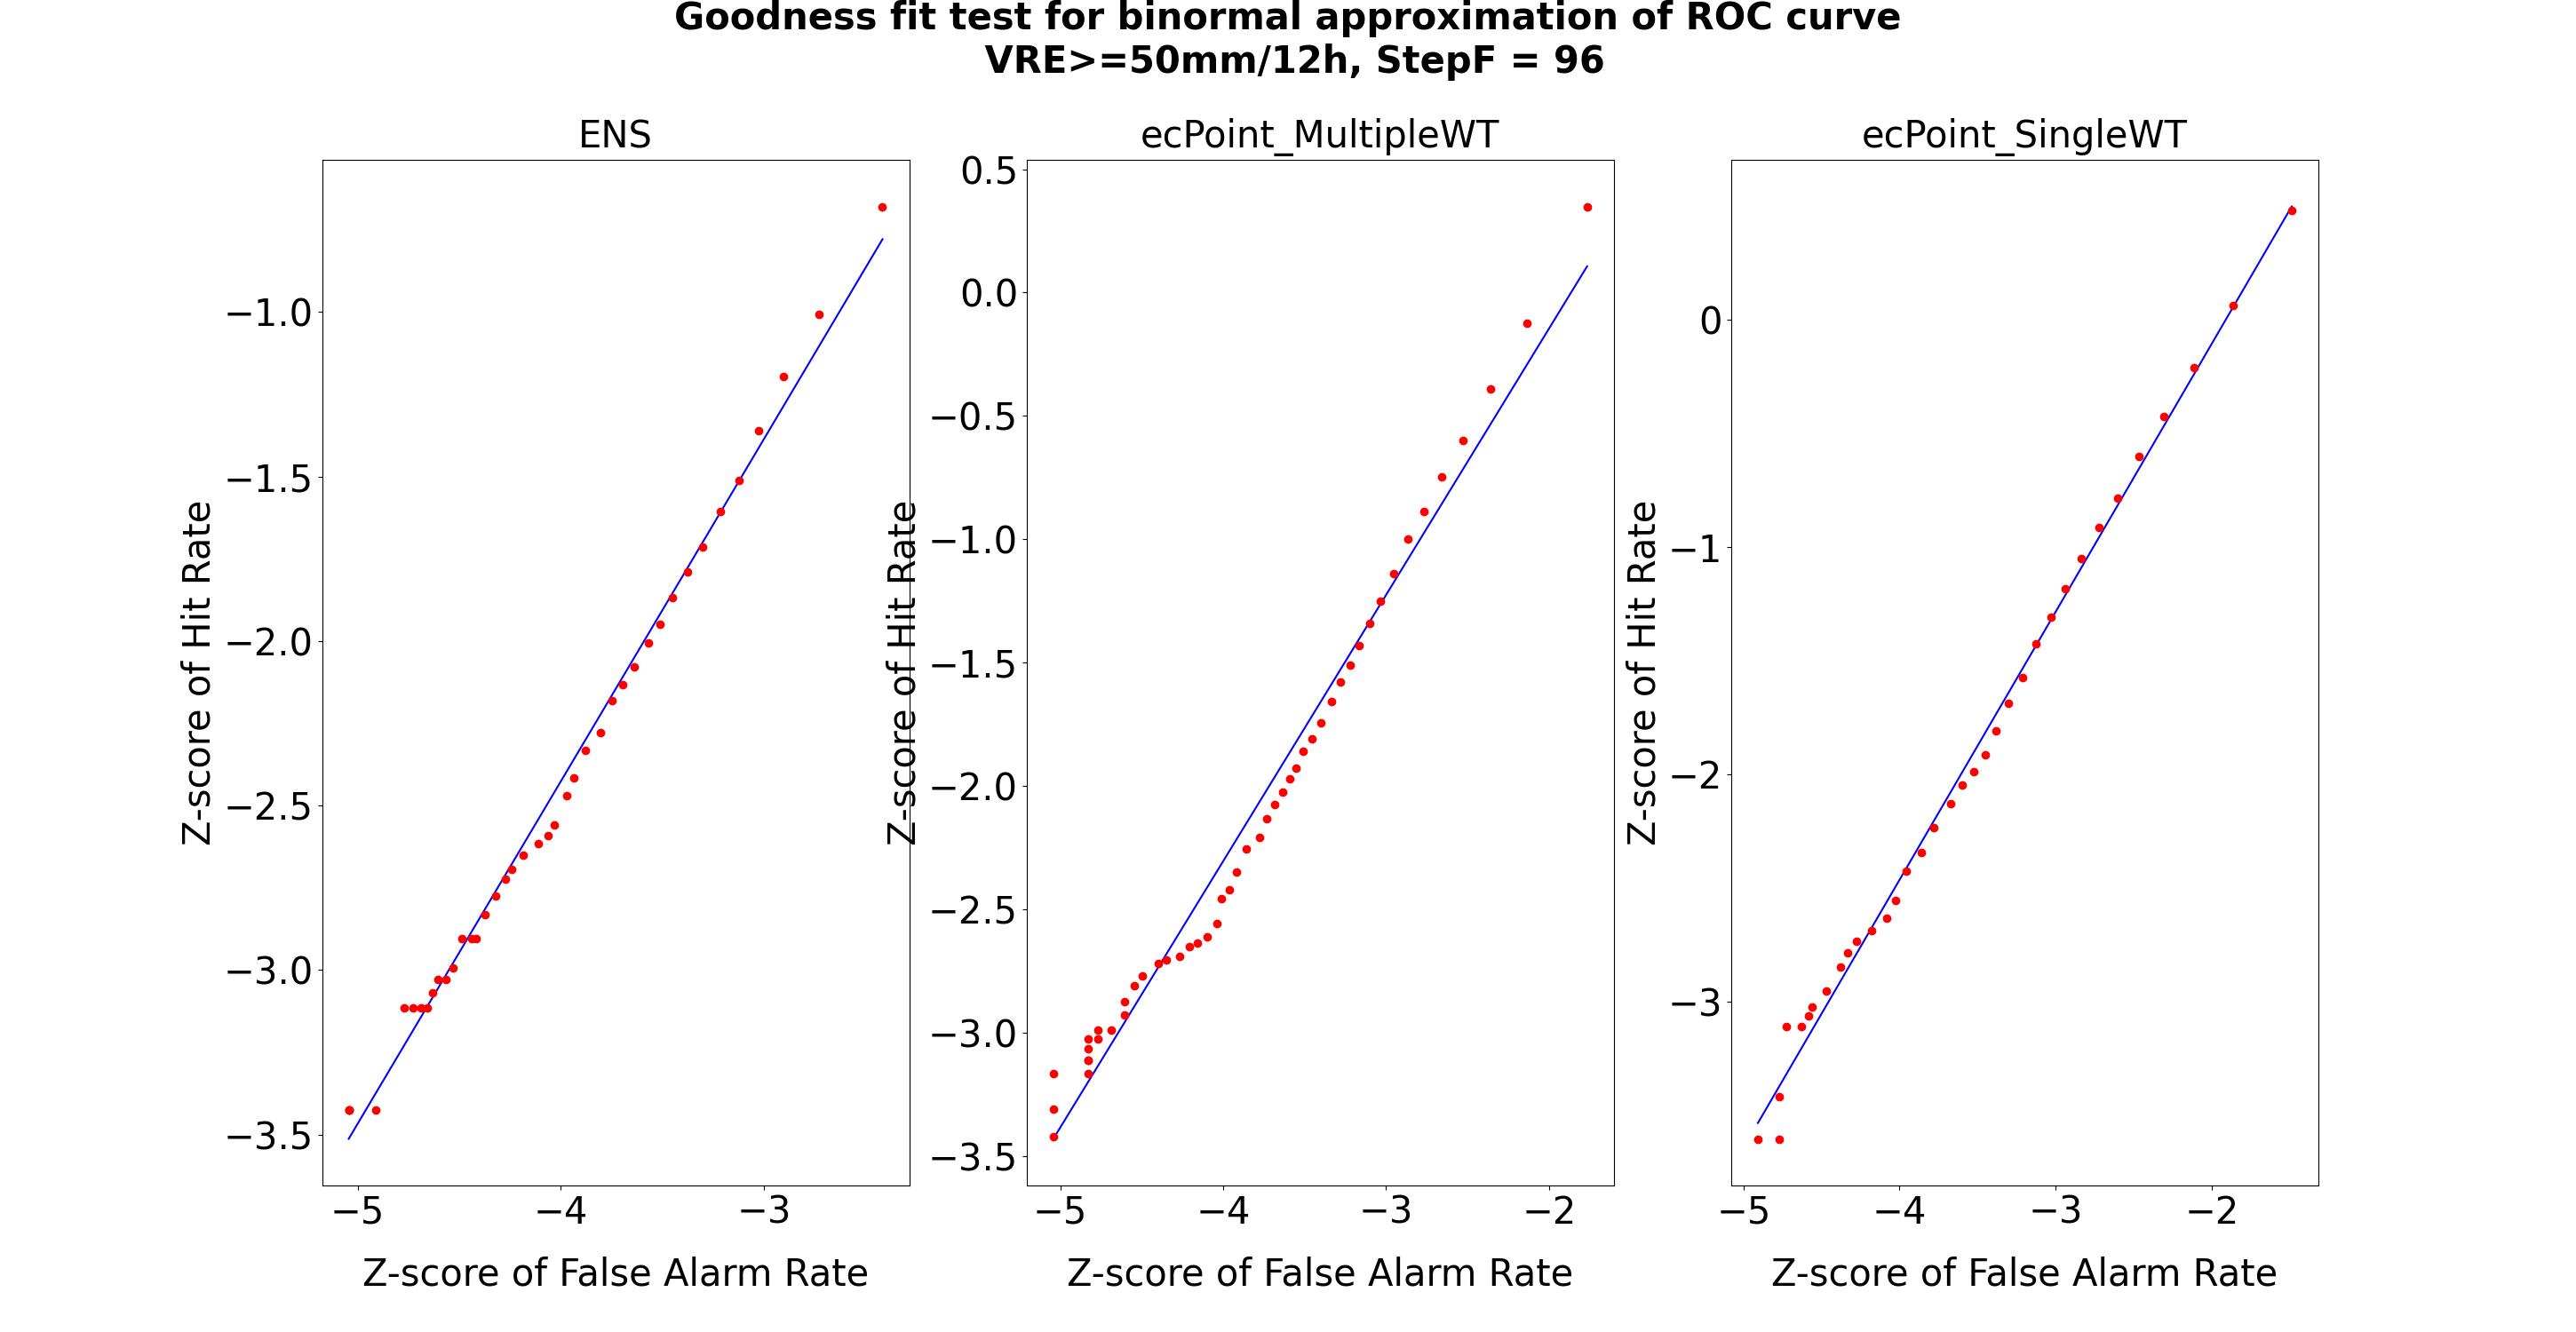 Goodness fit test for binormal approximation of ROC curve
VRE>=50mm/12h, StepF = 96
ENS
−1.0
−1.5
−2.0
−2.5
−3.0
−3.5
Z-score of Hit Rate
−5 −4 −3
Z-score of False Alarm Rate
ecPoint_MultipleWT
0.5
0.0
−0.5
−1.0
−1.5
−2.0
−2.5
−3.0
−3.5
Z-score of Hit Rate
−5 −4 −3 −2
Z-score of False Alarm Rate
ecPoint_SingleWT
0
−1
−2
−3
Z-score of Hit Rate
−5 −4 −3 −2
Z-score of False Alarm Rate